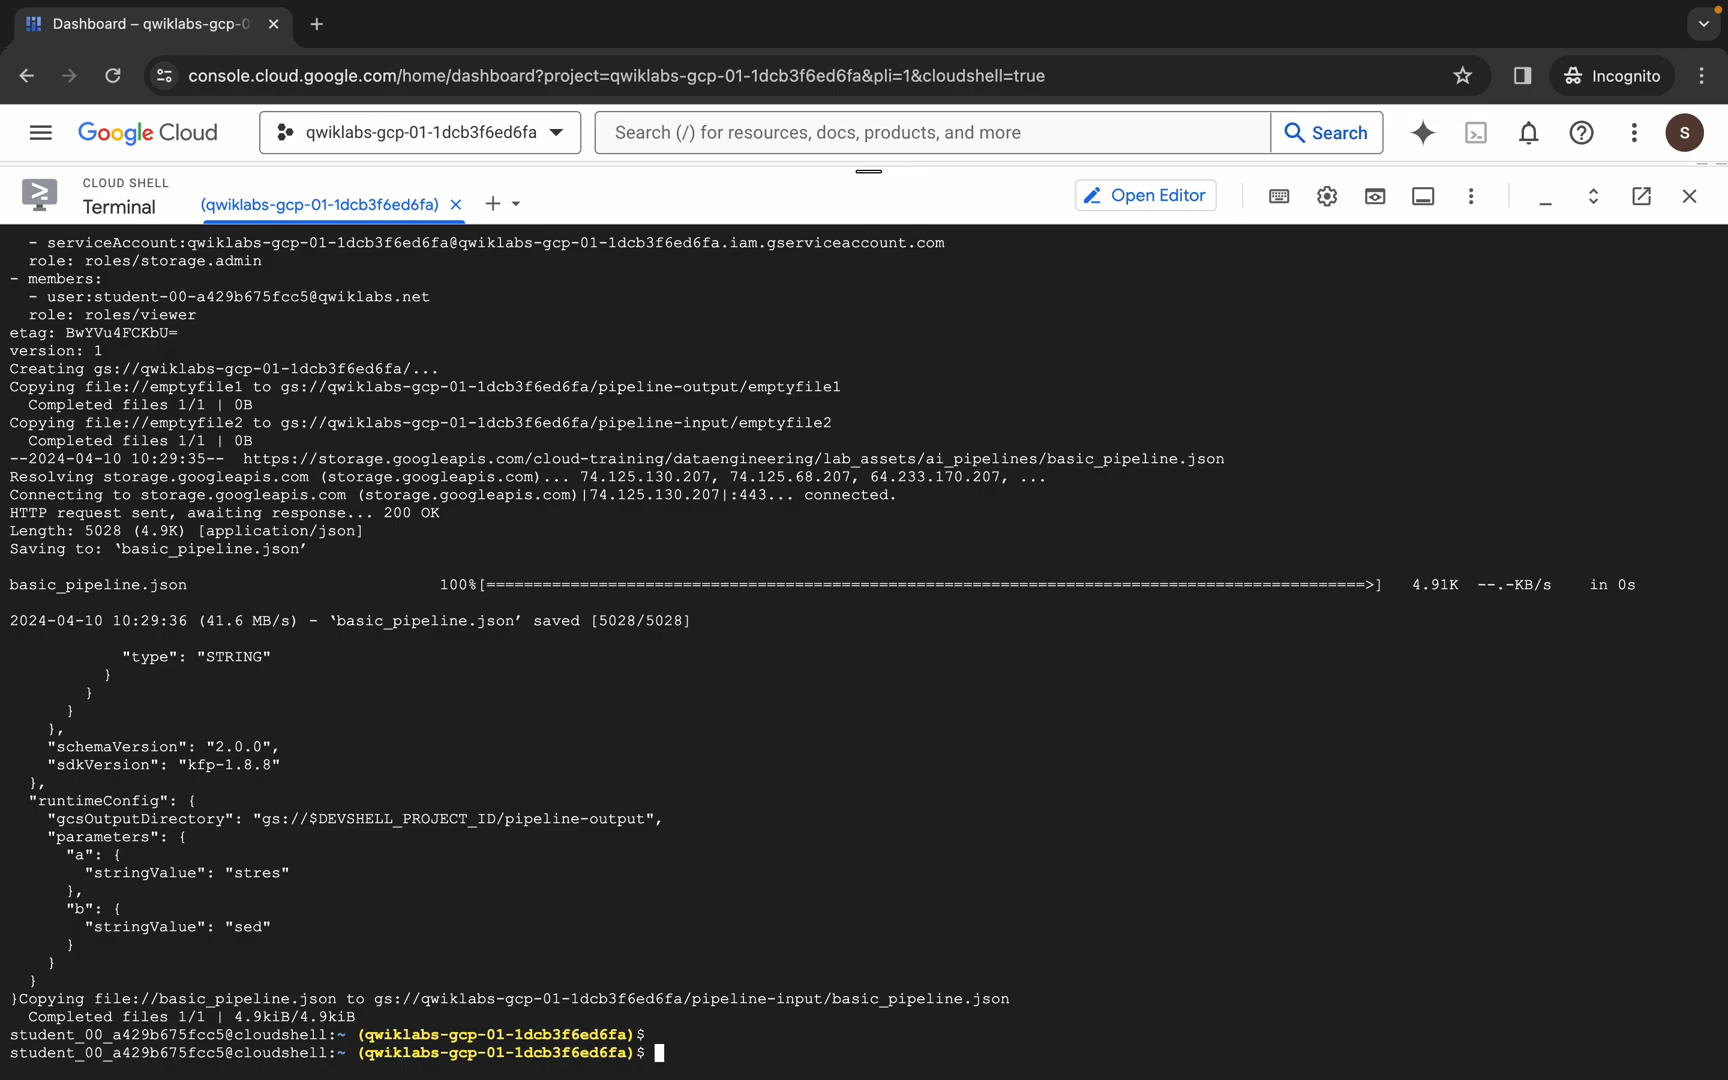 Dashboard – qwiklabs-gcp-0
console.cloud.google.com/home/dashboard?project=qwiklabs-gcp-01-1dcb3f6ed6fa&pli=1&cloudshell=true
Incognito
Google Cloud
qwiklabs-gcp-01-1dcb3f6ed6fa
Search (/) for resources, docs, products, and more
Search
S
CLOUD SHELL
Terminal
(qwiklabs-gcp-01-1dcb3f6ed6fa)
Open Editor
- serviceAccount:qwiklabs-gcp-01-1dcb3f6ed6fa@qwiklabs-gcp-01-1dcb3f6ed6fa.iam.gserviceaccount.com
role: roles/storage.admin
- members:
- user:student-00-a429b675fcc5@qwiklabs.net
role: roles/viewer
etag: BwYVu4FCKbU=
version: 1
Creating gs://qwiklabs-gcp-01-1dcb3f6ed6fa/...
Copying file://emptyfile1 to gs://qwiklabs-gcp-01-1dcb3f6ed6fa/pipeline-output/emptyfile1
Completed files 1/1 | 0B
Copying file://emptyfile2 to gs://qwiklabs-gcp-01-1dcb3f6ed6fa/pipeline-input/emptyfile2
Completed files 1/1 | 0B
--2024-04-10 10:29:35--  https://storage.googleapis.com/cloud-training/dataengineering/lab_assets/ai_pipelines/basic_pipeline.json
Resolving storage.googleapis.com (storage.googleapis.com)... 74.125.130.207, 74.125.68.207, 64.233.170.207, ...
Connecting to storage.googleapis.com (storage.googleapis.com)|74.125.130.207|:443... connected.
HTTP request sent, awaiting response... 200 OK
Length: 5028 (4.9K) [application/json]
Saving to: ‘basic_pipeline.json’
basic_pipeline.json 100%[==============================================================================================>] 4.91K --.-KB/s in 0s
2024-04-10 10:29:36 (41.6 MB/s) - ‘basic_pipeline.json’ saved [5028/5028]
"type": "STRING"
}
}
}
},
"schemaVersion": "2.0.0",
"sdkVersion": "kfp-1.8.8"
},
"runtimeConfig": {
"gcsOutputDirectory": "gs://$DEVSHELL_PROJECT_ID/pipeline-output",
"parameters": {
"a": {
"stringValue": "stres"
},
"b": {
"stringValue": "sed"
}
}
}
}Copying file://basic_pipeline.json to gs://qwiklabs-gcp-01-1dcb3f6ed6fa/pipeline-input/basic_pipeline.json
Completed files 1/1 | 4.9kiB/4.9kiB
student_00_a429b675fcc5@cloudshell:~ (qwiklabs-gcp-01-1dcb3f6ed6fa)$
student_00_a429b675fcc5@cloudshell:~ (qwiklabs-gcp-01-1dcb3f6ed6fa)$